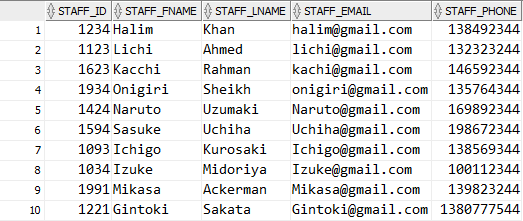 STAFF_ID STAFF_FNAME STAFF_LNAME STAFF_EMAIL STAFF_PHONE
1 1234 Halim Khan halim@gmail.com 138492344
2 1123 Lichi Ahmed lichi@gmail.com 132323244
3 1623 Kacchi Rahman kachi@gmail.com 146592344
4 1934 Onigiri Sheikh onigiri@gmail.com 135764344
5 1424 Naruto Uzumaki Naruto@gmail.com 169892344
6 1594 Sasuke Uchiha Uchiha@gmail.com 198672344
7 1093 Ichigo Kurosaki Ichigo@gmail.com 138569344
8 1034 Izuke Midoriya Izuke@gmail.com 100112344
9 1991 Mikasa Ackerman Mikasa@gmail.com 139823244
10 1221 Gintoki Sakata Gintoki@gmail.com 1380777544